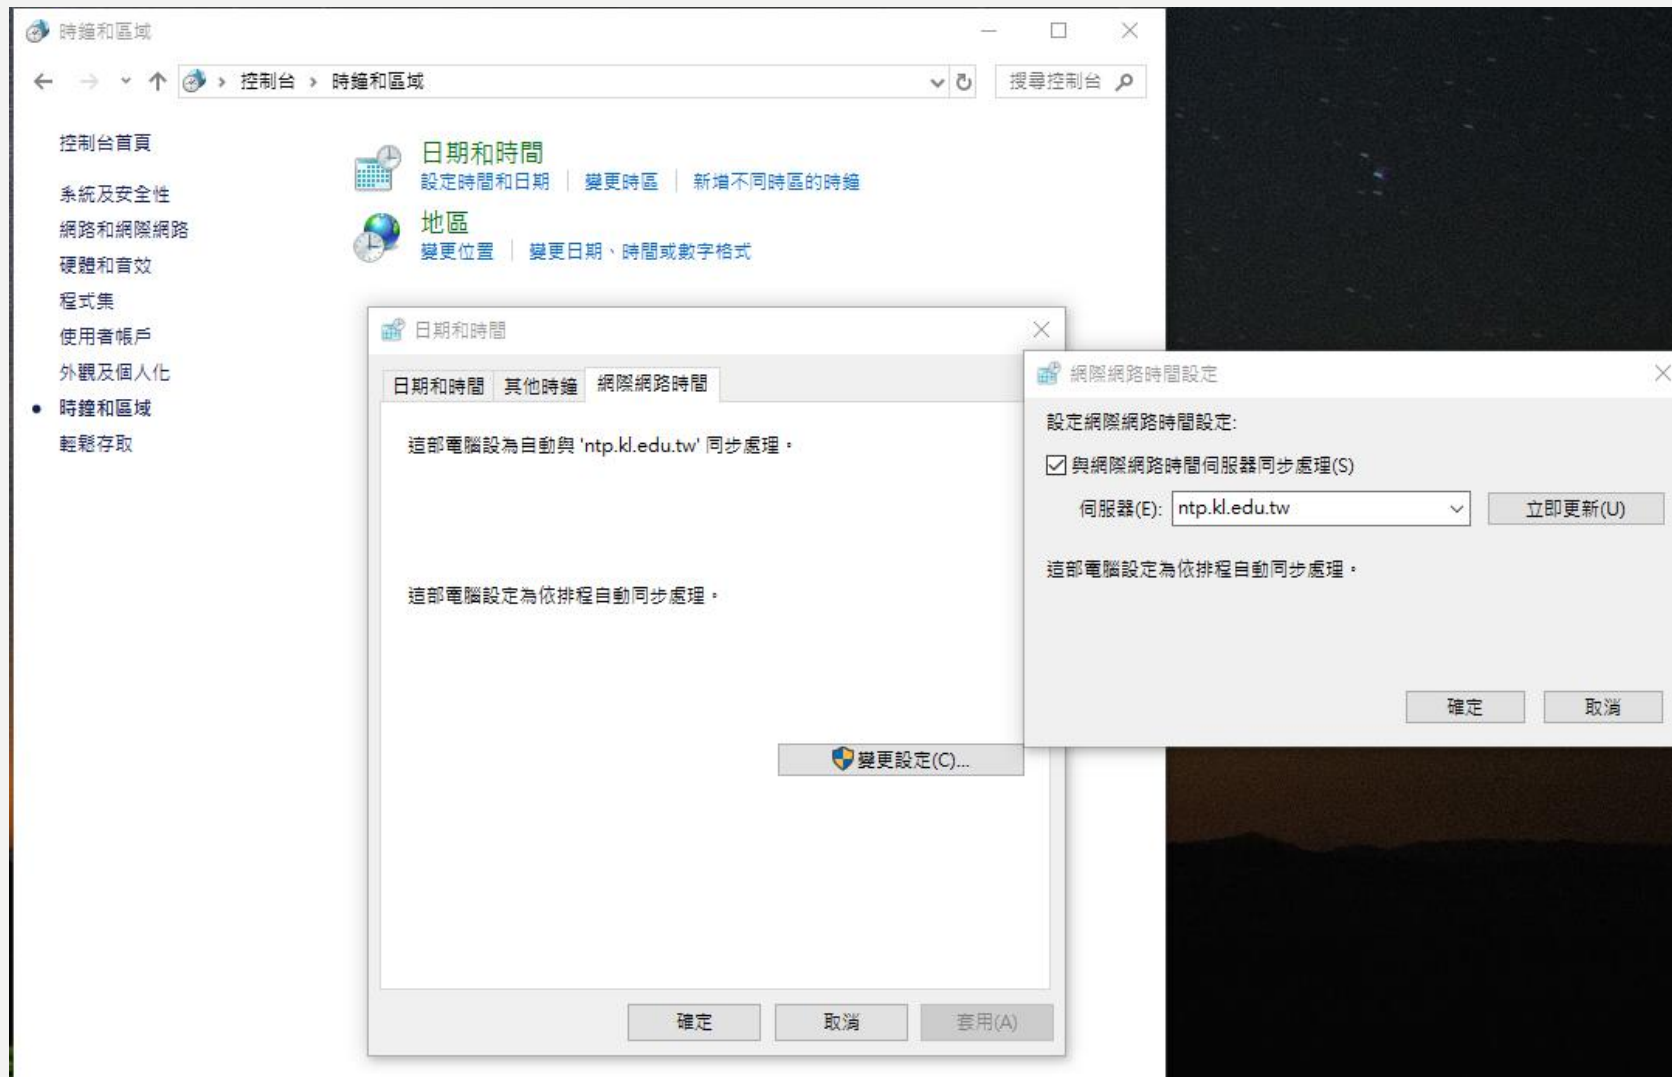 時鐘和區域
控制台 › 時鐘和區域
搜尋控制台
控制台首頁
系統及安全性
網路和網際網路
硬體和音效
程式集
使用者帳戶
外觀及個人化
時鐘和區域
輕鬆存取
日期和時間
設定時間和日期 | 變更時區 | 新增不同時區的時鐘
地區
變更位置 | 變更日期、時間或數字格式
日期和時間
日期和時間 其他時鐘 網際網路時間
這部電腦設為自動與 'ntp.kl.edu.tw' 同步處理。
這部電腦設定為依排程自動同步處理。
變更設定(C)...
確定 取消 套用(A)
網際網路時間設定
設定網際網路時間設定:
與網際網路時間伺服器同步處理(S)
伺服器(E): ntp.kl.edu.tw 立即更新(U)
這部電腦設定為依排程自動同步處理。
確定 取消